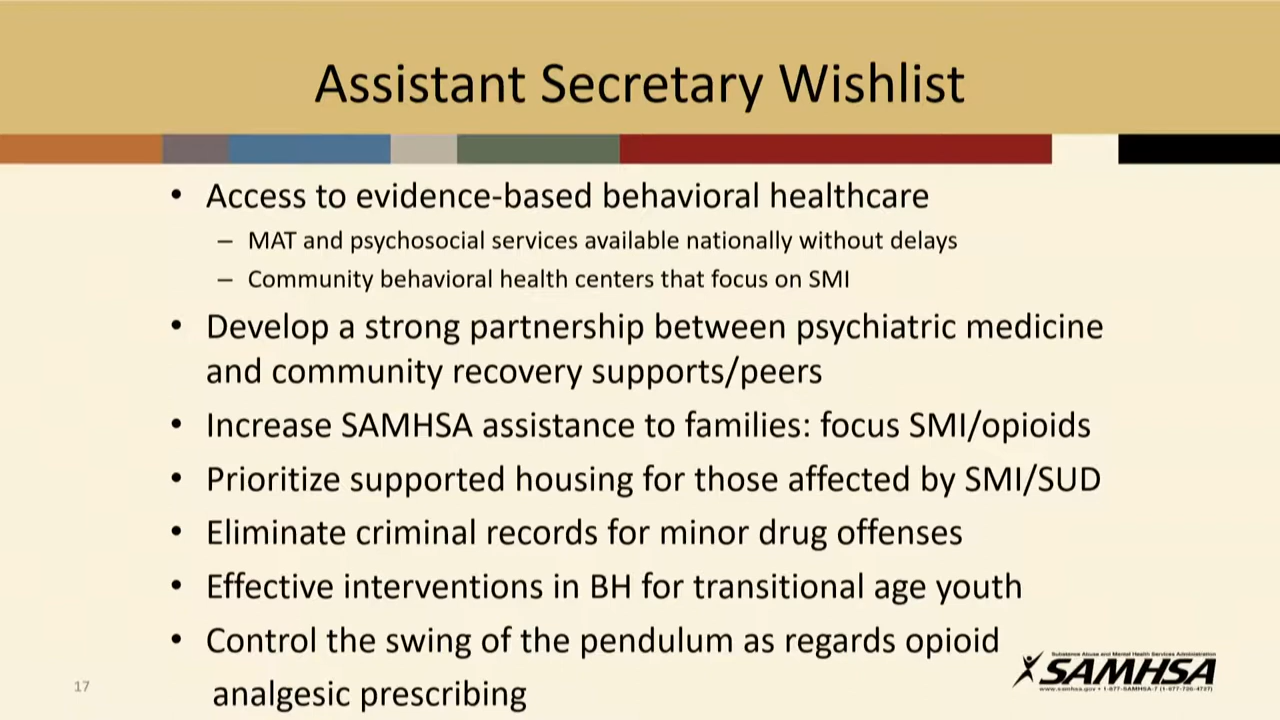 Assistant Secretary Wishlist
• Access to evidence-based behavioral healthcare
– MAT and psychosocial services available nationally without delays
– Community behavioral health centers that focus on SMI
• Develop a strong partnership between psychiatric medicine
and community recovery supports/peers
• Increase SAMHSA assistance to families: focus SMI/opioids
• Prioritize supported housing for those affected by SMI/SUD
• Eliminate criminal records for minor drug offenses
• Effective interventions in BH for transitional age youth
• Control the swing of the pendulum as regards opioid
analgesic prescribing
Substance Abuse and Mental Health Services Administration
SAMHSA
www.samhsa.gov • 1-877-SAMHSA-7 (1-877-726-4727)
17